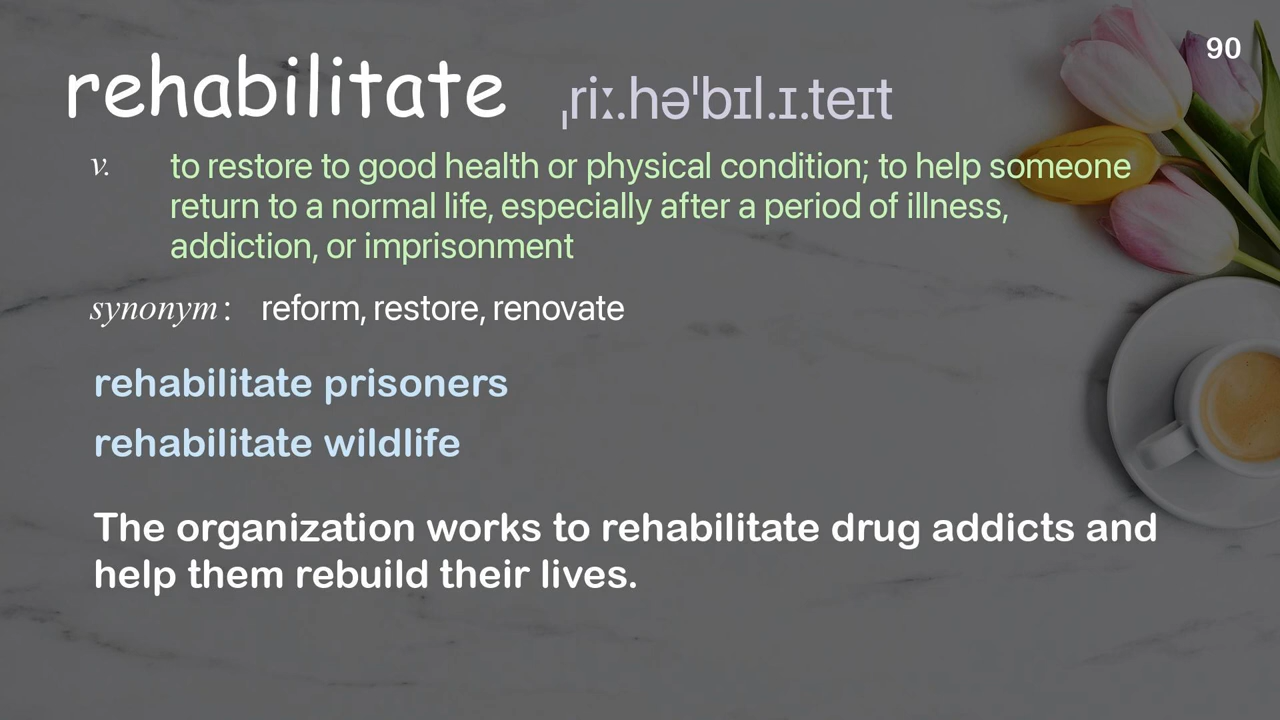 90
rehabilitate ˌriː.həˈbɪl.ɪ.teɪt
v. to restore to good health or physical condition; to help someone
return to a normal life, especially after a period of illness,
addiction, or imprisonment
synonym: reform, restore, renovate
rehabilitate prisoners
rehabilitate wildlife
The organization works to rehabilitate drug addicts and
help them rebuild their lives.